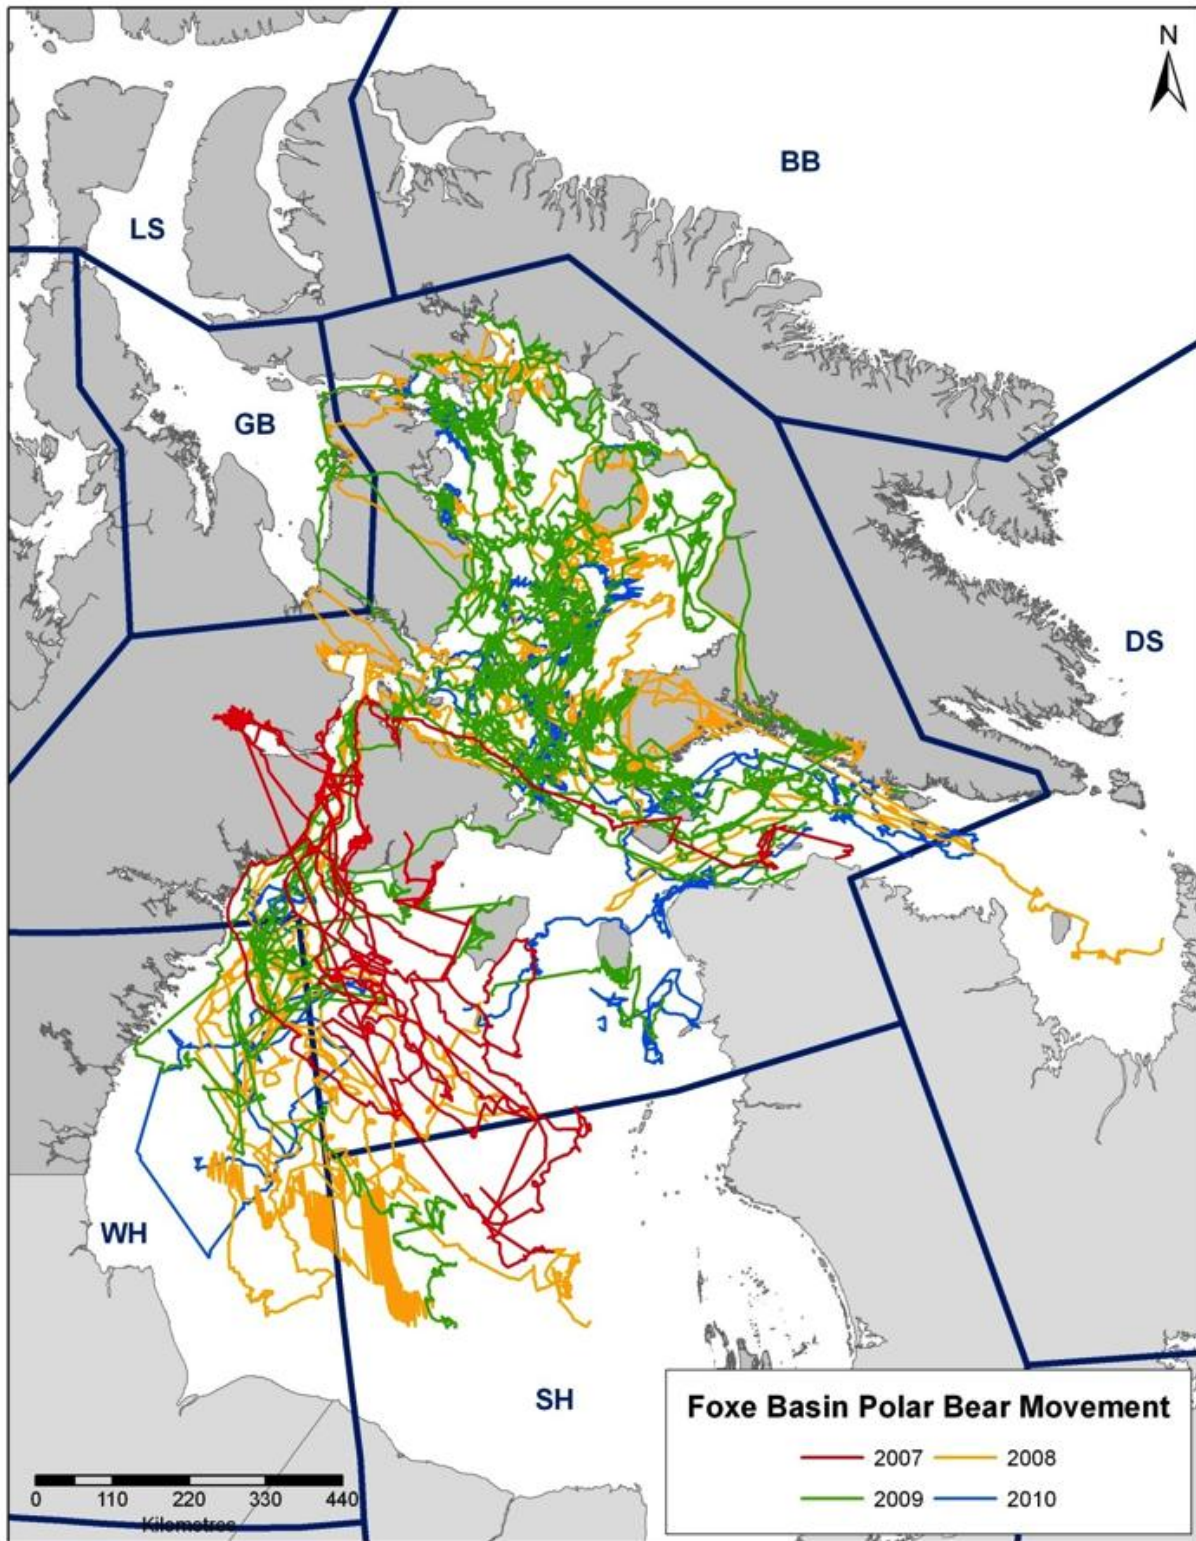 N
BB
LS
GB
DS
WH
SH
Foxe Basin Polar Bear Movement
2007 2008
2009 2010
0 110 220 330 440
Kilometres